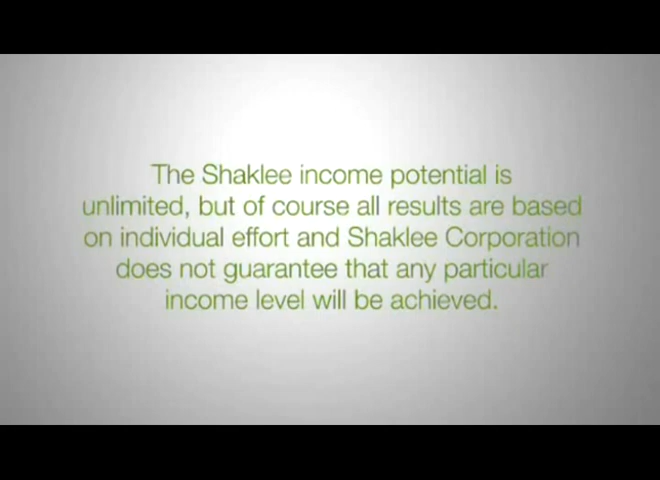 The Shaklee income potential is
unlimited, but of course all results are based
on individual effort and Shaklee Corporation
does not guarantee that any particular
income level will be achieved.